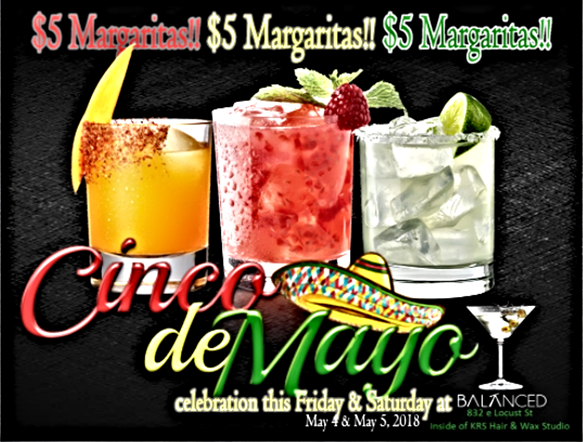 $5 Margaritas!! $5 Margaritas!! $5 Margaritas!!
Cinco
de Mayo
celebration this Friday & Saturday at
May 4 & May 5, 2018
BALANCED
832 e Locust St
Inside of KRS Hair & Wax Studio